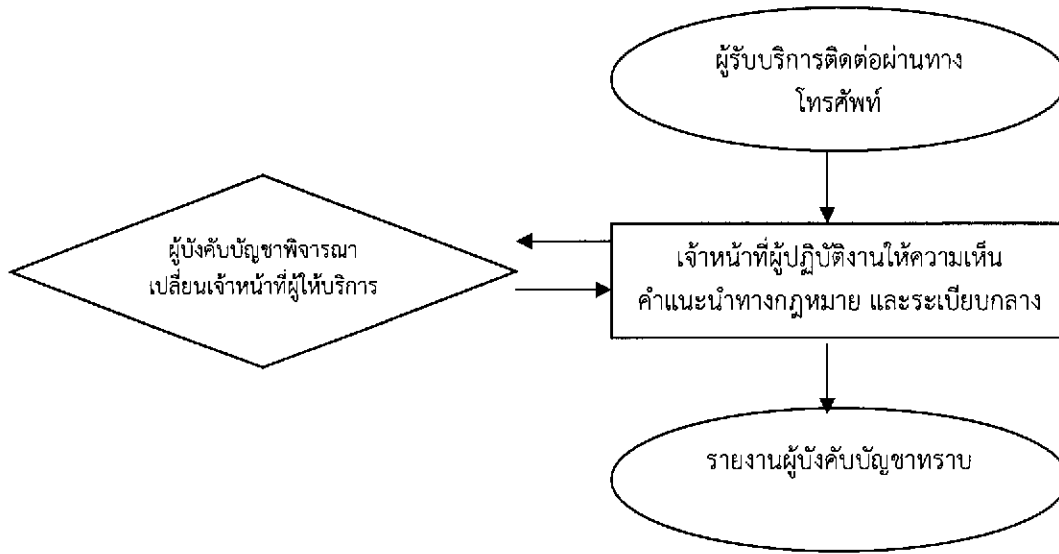 ผู้รับบริการติดต่อผ่านทาง
โทรศัพท์
ผู้บังคับบัญชาพิจารณา
เปลี่ยนเจ้าหน้าที่ผู้ให้บริการ
เจ้าหน้าที่ผู้ปฏิบัติงานให้ความเห็น
คำแนะนำทางกฎหมาย และระเบียบกลาง
รายงานผู้บังคับบัญชาทราบ